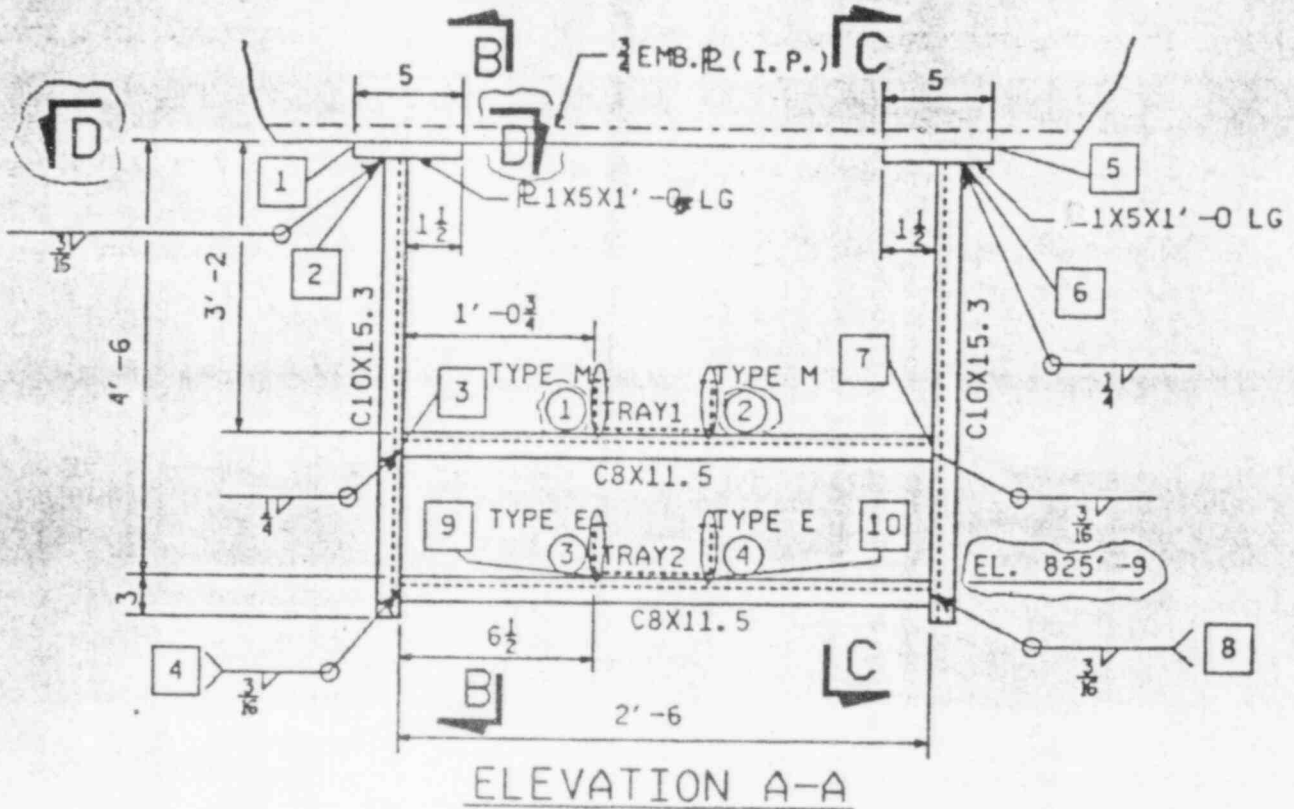 B
C
3/4 EMB. PL (I.P.)
5
5
D
D
1
5
PL 1X5X1'-0 LG
PL 1X5X1'-0 LG
1 1/2
1 1/2
2
6
3'-2
4'-6
C10X15.3
C10X15.3
1'-0 3/4
TYPE M
TYPE M
3
7
1
TRAY1
2
1/4
C8X11.5
1/4
3/16
9
TYPE E
TYPE E
10
3
TRAY2
4
EL. 825'-9
3
C8X11.5
6 1/2
4
3/16
B
C
3/16
8
2'-6
ELEVATION A-A